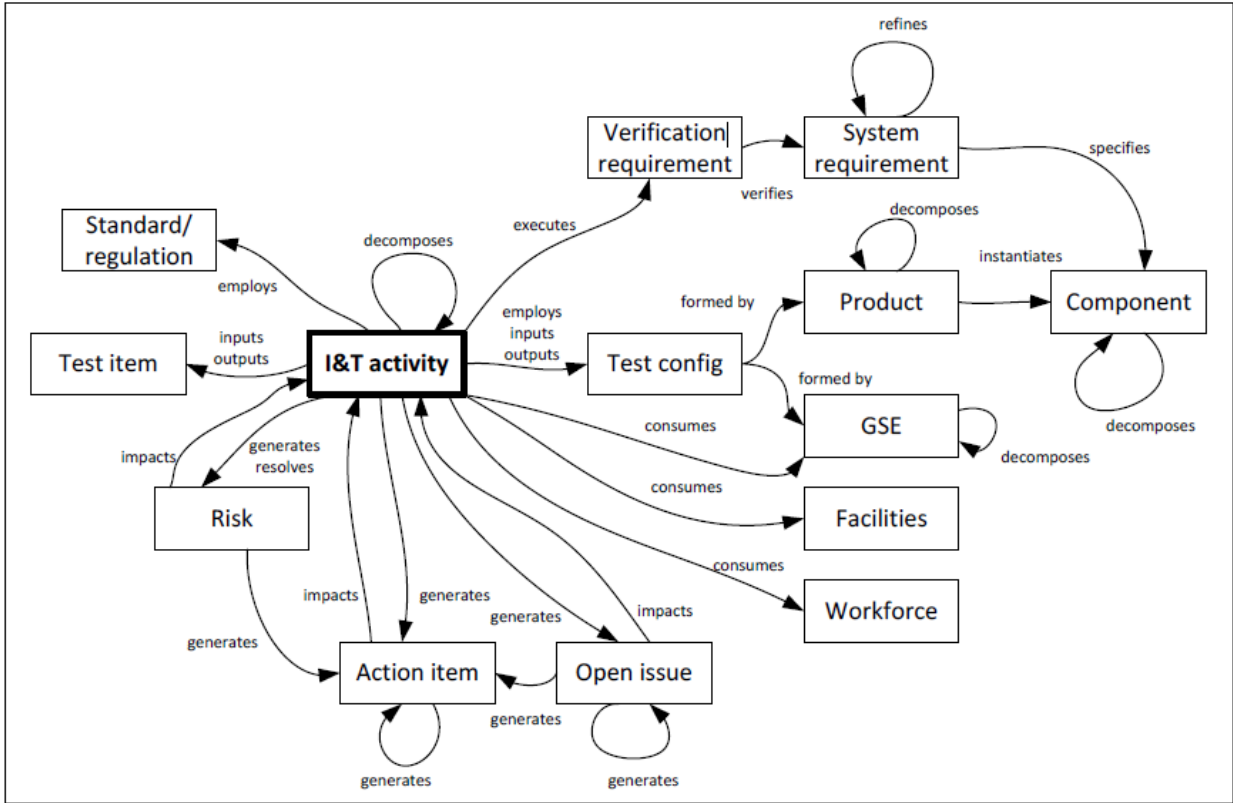 refines
Verification
requirement
System
requirement
specifies
verifies
Standard/
regulation
executes
decomposes
decomposes
instantiates
employs
formed by
Product
Component
employs
inputs
outputs
Test item
inputs
outputs
I&T activity
Test config
formed by
GSE
decomposes
consumes
decomposes
impacts
generates
resolves
consumes
Risk
Facilities
consumes
impacts
generates
generates
impacts
Workforce
generates
Action item
Open issue
generates
generates
generates